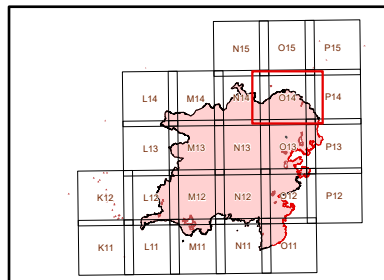 N15 O15 P15
L14 M14 N14 O14 P14
L13 M13 N13 O13 P13
K12 L12 M12 N12 O12 P12
K11 L11 M11 N11 O11